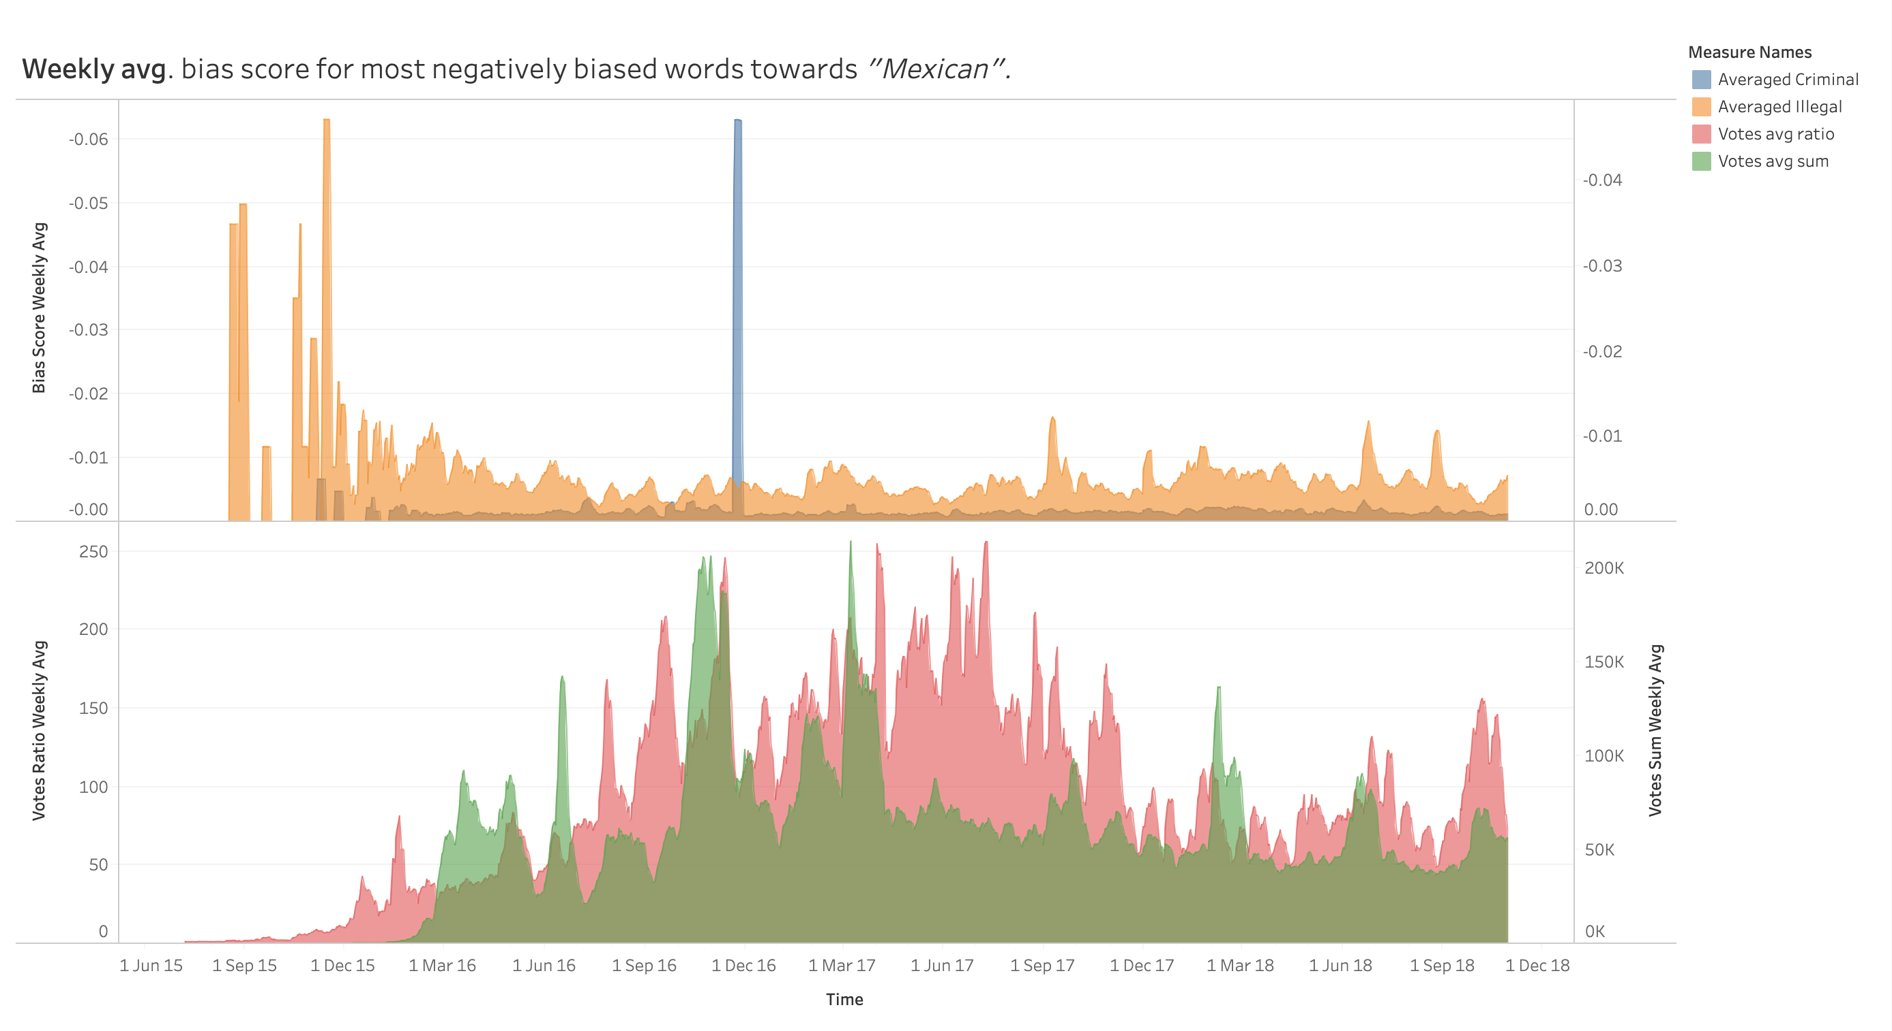 Weekly avg. bias score for most negatively biased words towards "Mexican".
Measure Names
Averaged Criminal
Averaged Illegal
Votes avg ratio
Votes avg sum
Bias Score Weekly Avg
-0.06
-0.05
-0.04
-0.03
-0.02
-0.01
-0.00
-0.04
-0.03
-0.02
-0.01
0.00
Votes Ratio Weekly Avg
250
200
150
100
50
0
200K
150K
100K
50K
0K
Votes Sum Weekly Avg
1 Jun 15 1 Sep 15 1 Dec 15 1 Mar 16 1 Jun 16 1 Sep 16 1 Dec 16 1 Mar 17 1 Jun 17 1 Sep 17 1 Dec 17 1 Mar 18 1 Jun 18 1 Sep 18 1 Dec 18
Time